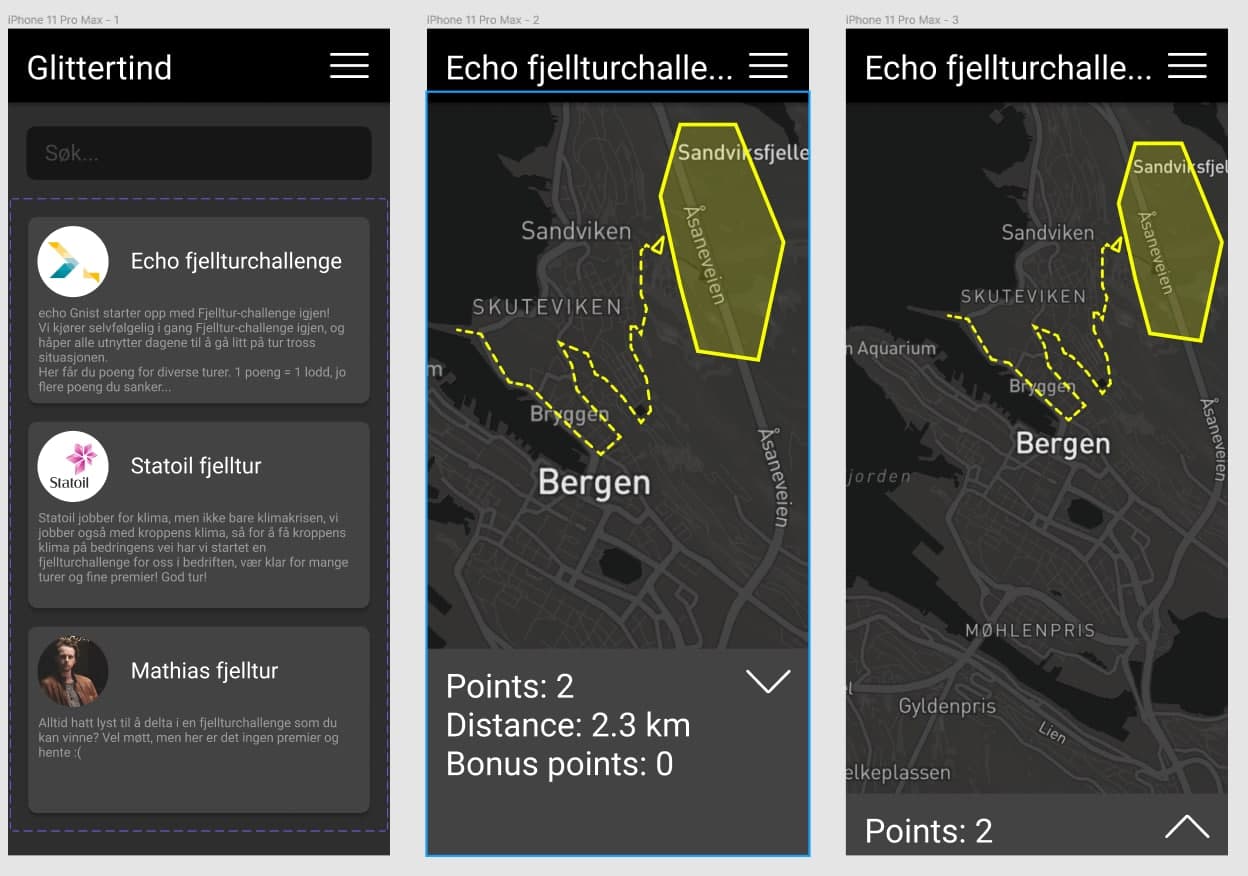 iPhone 11 Pro Max - 1
Glittertind
Søk...
Echo fjellturchallenge
echo Gnist starter opp med Fjelltur-challenge igjen!
Vi kjører selvfølgelig i gang Fjelltur-challenge igjen, og
håper alle utnytter dagene til å gå litt på tur tross
situasjonen.
Her får du poeng for diverse turer. 1 poeng = 1 lodd, jo
flere poeng du sanker...
Statoil
Statoil fjelltur
Statoil jobber for klima, men ikke bare klimakrisen, vi
jobber også med kroppens klima, så for å få kroppens
klima på bedringens vei har vi startet en
fjellturchallenge for oss i bedriften, vær klar for mange
turer og fine premier! God tur!
Mathias fjelltur
Alltid hatt lyst til å delta i en fjellturchallenge som du
kan vinne? Vel møtt, men her er det ingen premier og
hente :(
iPhone 11 Pro Max - 2
Echo fjellturchalle...
Sandviksfjelle
Åsaneveien
Sandviken
SKUTEVIKEN
m
Bryggen
Åsaneveien
Bergen
Points: 2
Distance: 2.3 km
Bonus points: 0
iPhone 11 Pro Max - 3
Echo fjellturchalle...
Sandviksfjel
Åsaneveien
Sandviken
SKUTEVIKEN
n Aquarium
Bryggen
Åsaneveien
Bergen
jorden
MØHLENPRIS
l
Gyldenpris
Lien
elkeplassen
Points: 2